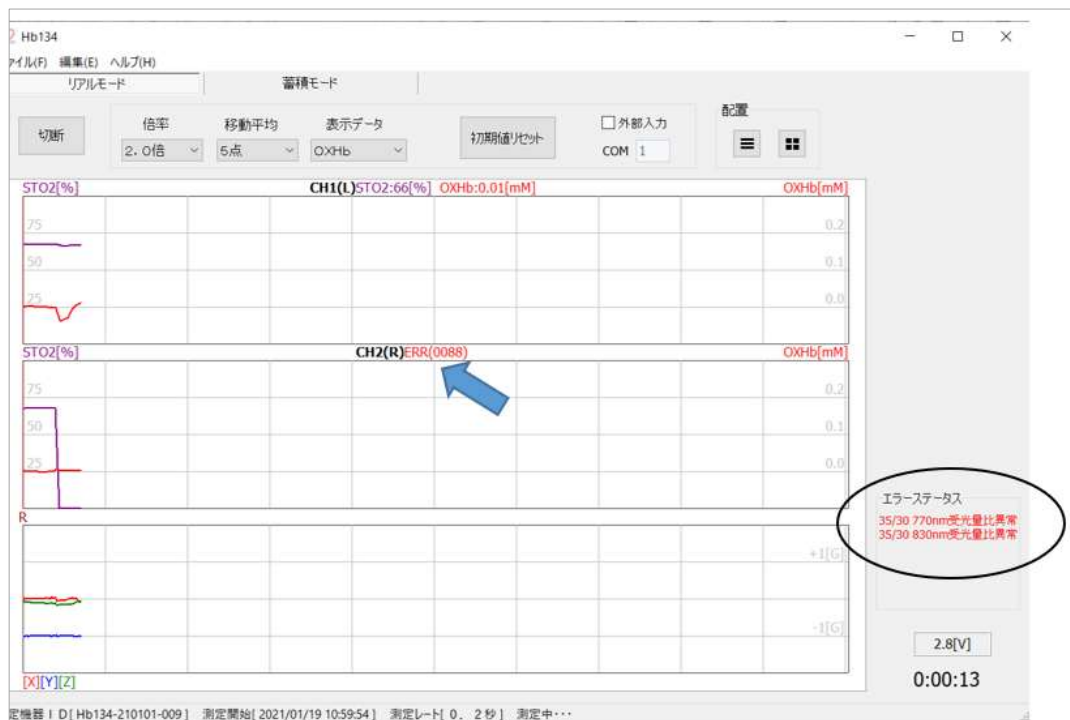 Hb134
ァイル(F) 編集(E) ヘルプ(H)
リアルモード 蓄積モード
切断
倍率 移動平均 表示データ
2.0倍 5点 OXHb
初期値リセット
外部入力
COM 1
配置
STO2[%] CH1(L)STO2:66[%] OXHb:0.01[mM] OXHb[mM]
75 0.2
50 0.1
25 0.0
STO2[%] CH2(R)ERR(0088) OXHb[mM]
75 0.2
50 0.1
25 0.0
エラーステータス
35/30 770nm受光量比異常
35/30 830nm受光量比異常
R
+1[G]
-1[G]
[X][Y][Z]
2.8[V]
0:00:13
定機器ID[ Hb134-210101-009 ] 測定開始[ 2021/01/19 10:59:54 ] 測定レート[ 0. 2秒 ] 測定中・・・